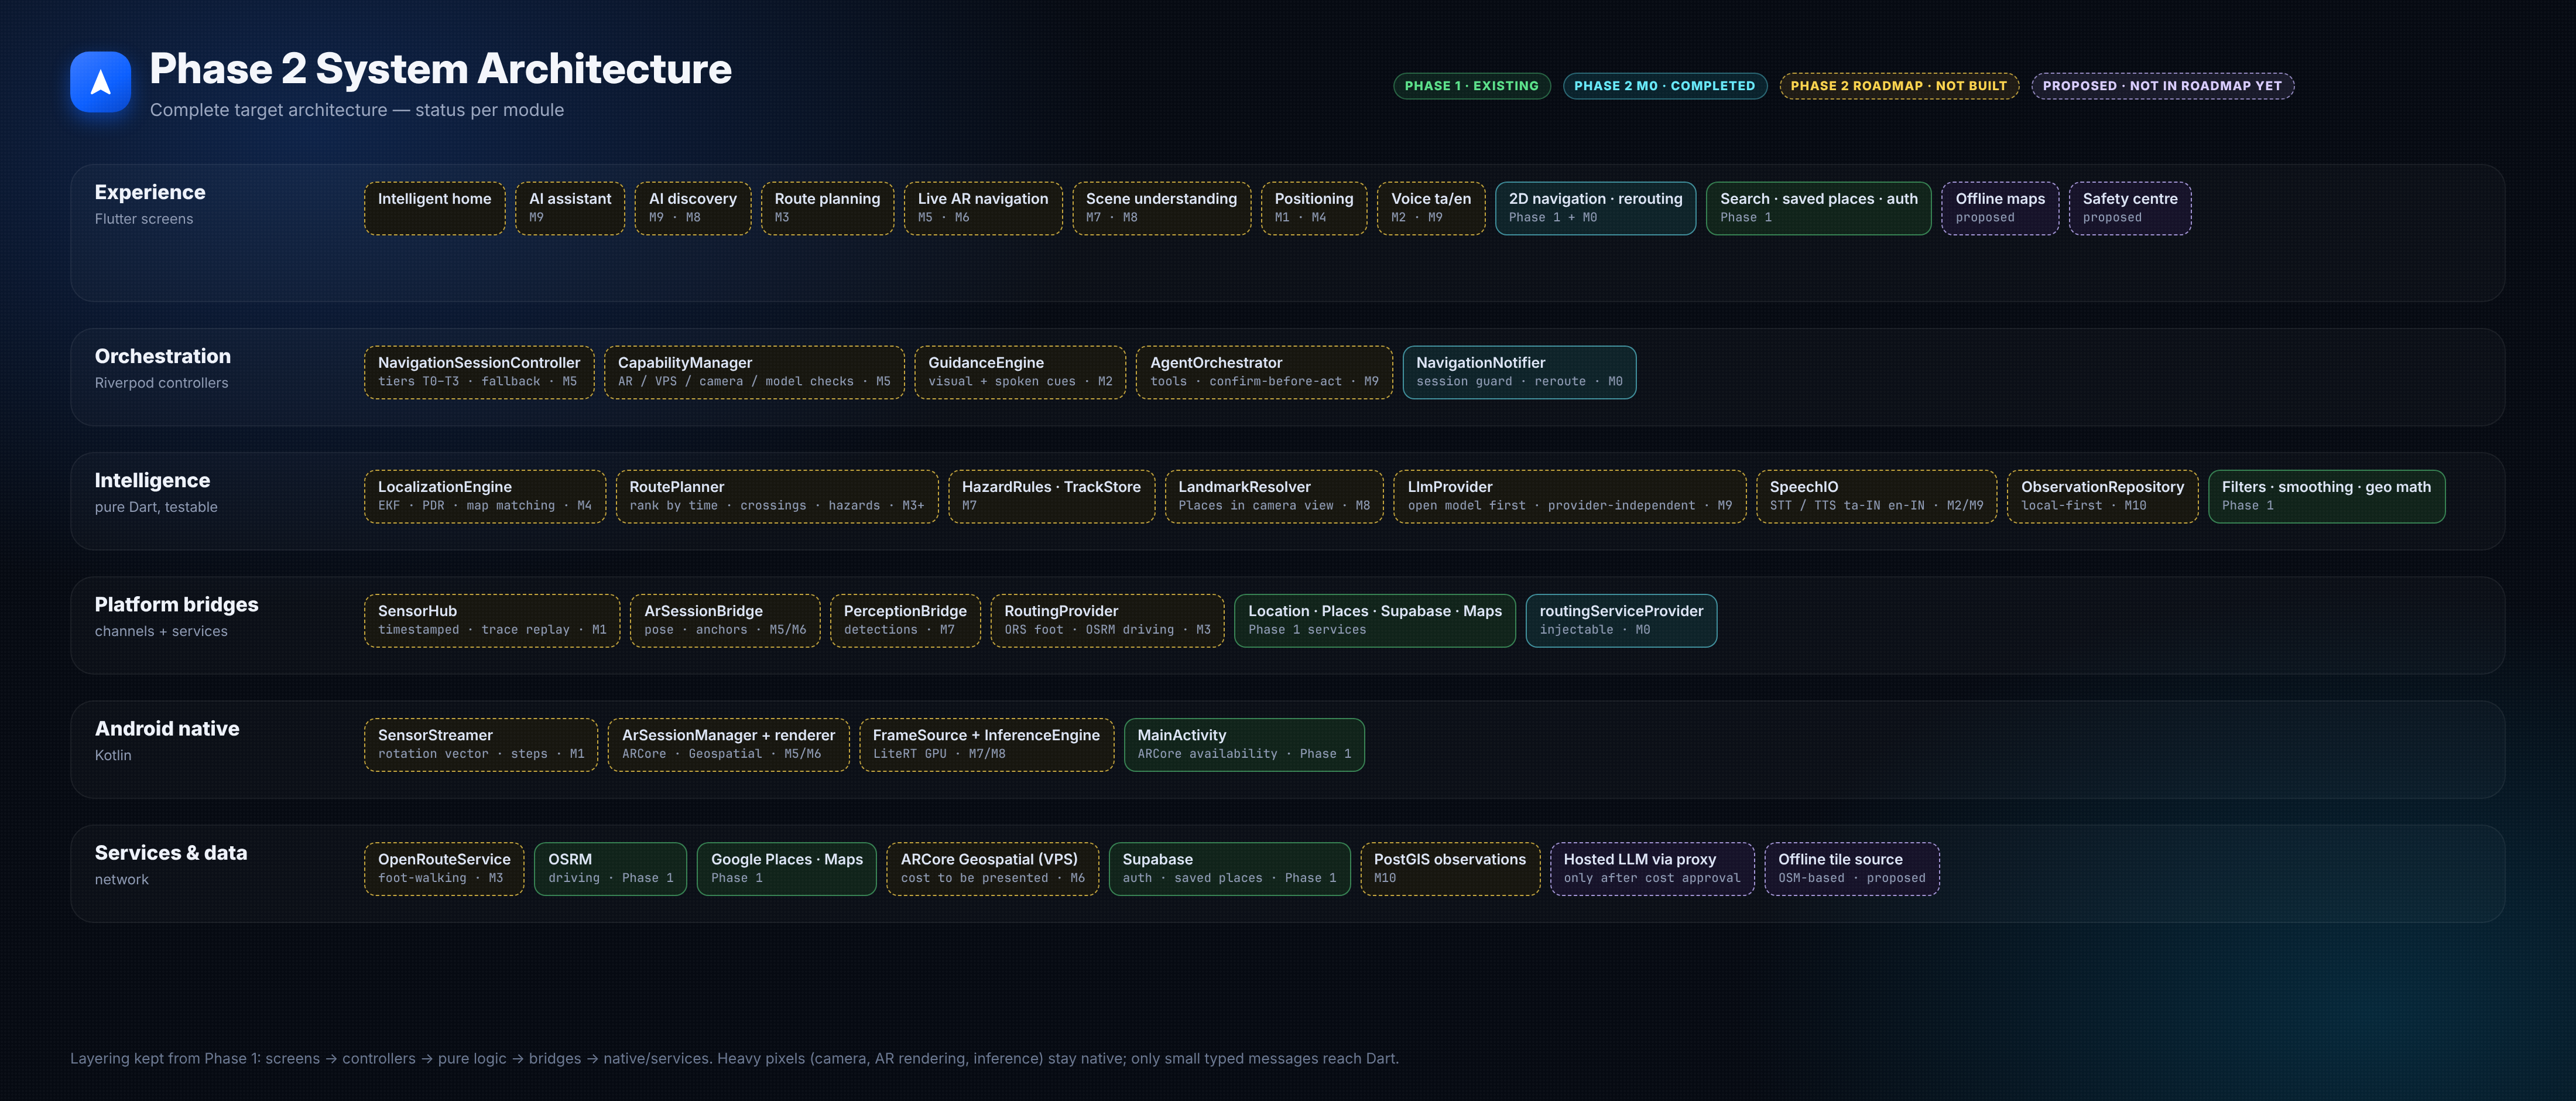 Phase 2 System Architecture
Complete target architecture — status per module
PHASE 1 · EXISTING
PHASE 2 M0 · COMPLETED
PHASE 2 ROADMAP · NOT BUILT
PROPOSED · NOT IN ROADMAP YET
Experience
Flutter screens
Intelligent home
AI assistant
M9
AI discovery
M9 · M8
Route planning
M3
Live AR navigation
M5 · M6
Scene understanding
M7 · M8
Positioning
M1 · M4
Voice ta/en
M2 · M9
2D navigation · rerouting
Phase 1 + M0
Search · saved places · auth
Phase 1
Offline maps
proposed
Safety centre
proposed
Orchestration
Riverpod controllers
NavigationSessionController
tiers T0–T3 · fallback · M5
CapabilityManager
AR / VPS / camera / model checks · M5
GuidanceEngine
visual + spoken cues · M2
AgentOrchestrator
tools · confirm-before-act · M9
NavigationNotifier
session guard · reroute · M0
Intelligence
pure Dart, testable
LocalizationEngine
EKF · PDR · map matching · M4
RoutePlanner
rank by time · crossings · hazards · M3+
HazardRules · TrackStore
M7
LandmarkResolver
Places in camera view · M8
LlmProvider
open model first · provider-independent · M9
SpeechIO
STT / TTS ta-IN en-IN · M2/M9
ObservationRepository
local-first · M10
Filters · smoothing · geo math
Phase 1
Platform bridges
channels + services
SensorHub
timestamped · trace replay · M1
ArSessionBridge
pose · anchors · M5/M6
PerceptionBridge
detections · M7
RoutingProvider
ORS foot · OSRM driving · M3
Location · Places · Supabase · Maps
Phase 1 services
routingServiceProvider
injectable · M0
Android native
Kotlin
SensorStreamer
rotation vector · steps · M1
ArSessionManager + renderer
ARCore · Geospatial · M5/M6
FrameSource + InferenceEngine
LiteRT GPU · M7/M8
MainActivity
ARCore availability · Phase 1
Services & data
network
OpenRouteService
foot-walking · M3
OSRM
driving · Phase 1
Google Places · Maps
Phase 1
ARCore Geospatial (VPS)
cost to be presented · M6
Supabase
auth · saved places · Phase 1
PostGIS observations
M10
Hosted LLM via proxy
only after cost approval
Offline tile source
OSM-based · proposed
Layering kept from Phase 1: screens → controllers → pure logic → bridges → native/services. Heavy pixels (camera, AR rendering, inference) stay native; only small typed messages reach Dart.